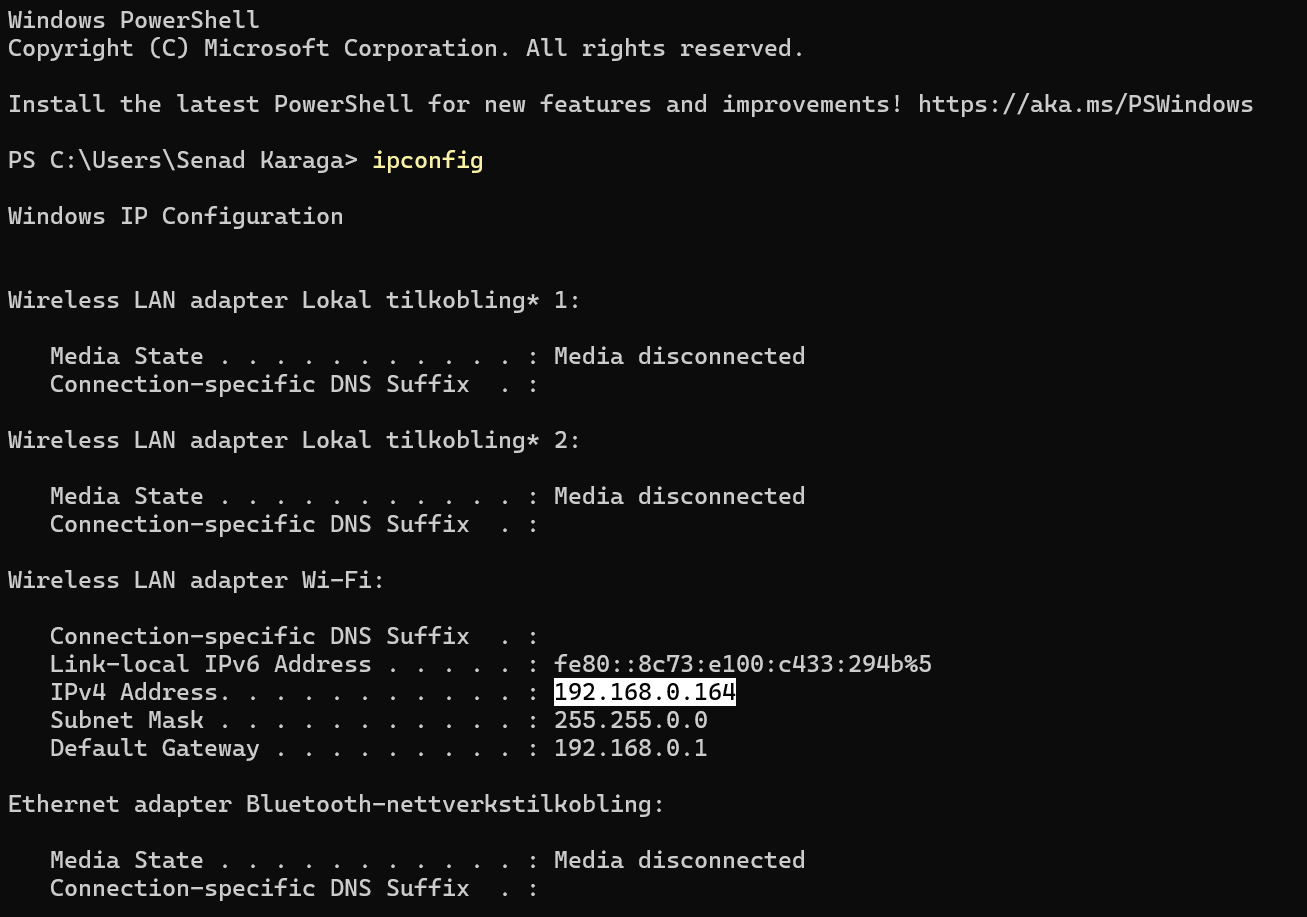 Windows PowerShell
Copyright (C) Microsoft Corporation. All rights reserved.
Install the latest PowerShell for new features and improvements! https://aka.ms/PSWindows
PS C:\Users\Senad Karaga> ipconfig
Windows IP Configuration
Wireless LAN adapter Lokal tilkobling* 1:
   Media State . . . . . . . . . . . : Media disconnected
   Connection-specific DNS Suffix  . :
Wireless LAN adapter Lokal tilkobling* 2:
   Media State . . . . . . . . . . . : Media disconnected
   Connection-specific DNS Suffix  . :
Wireless LAN adapter Wi-Fi:
   Connection-specific DNS Suffix  . :
   Link-local IPv6 Address . . . . . : fe80::8c73:e100:c433:294b%5
   IPv4 Address. . . . . . . . . . . : 192.168.0.164
   Subnet Mask . . . . . . . . . . . : 255.255.0.0
   Default Gateway . . . . . . . . . : 192.168.0.1
Ethernet adapter Bluetooth-nettverkstilkobling:
   Media State . . . . . . . . . . . : Media disconnected
   Connection-specific DNS Suffix  . :